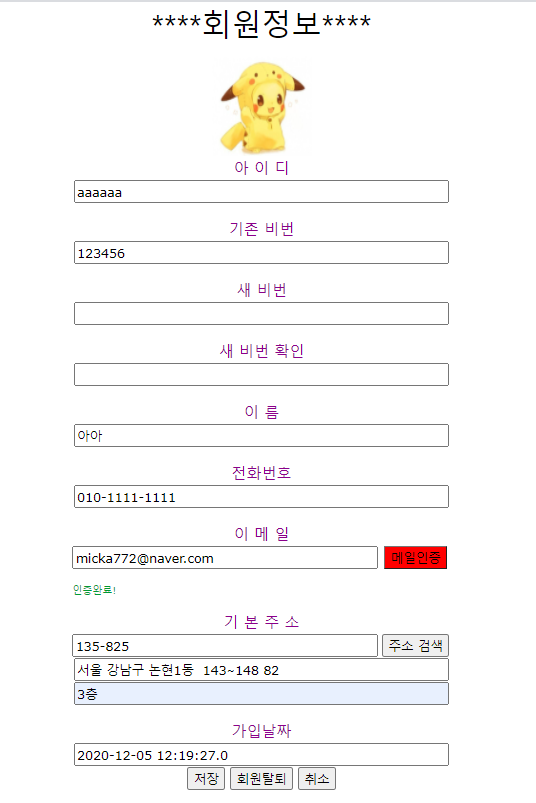 ****회원정보****
아 이 디
aaaaaa
기존 비번
123456
새 비번
새 비번 확인
이 름
아아
전화번호
010-1111-1111
이 메 일
micka772@naver.com 메일인증
인증완료!
기 본 주 소
135-825 주소 검색
서울 강남구 논현1동  143~148 82
3층
가입날짜
2020-12-05 12:19:27.0
저장 회원탈퇴 취소